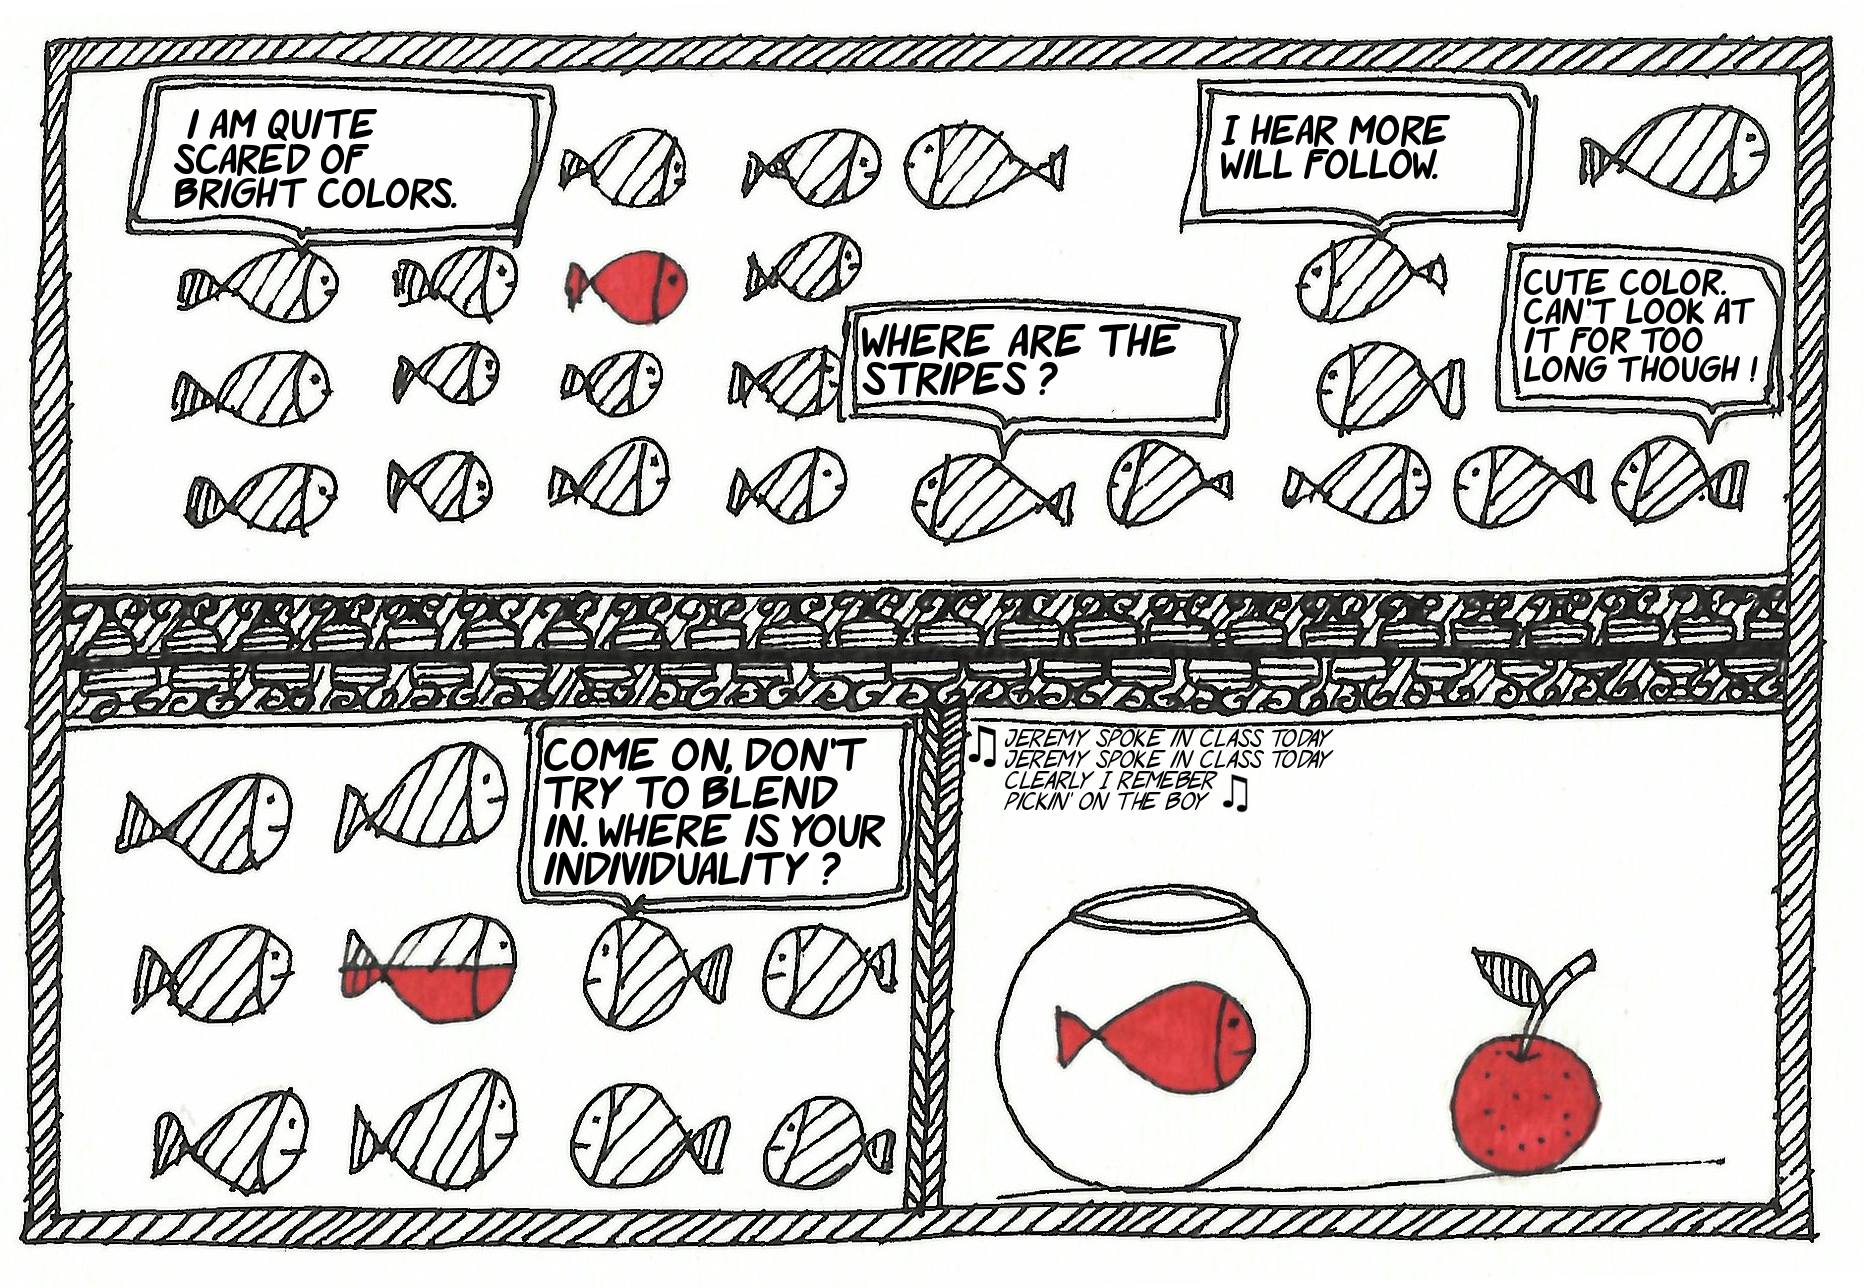 I AM QUITE
SCARED OF
BRIGHT COLORS.
I HEAR MORE
WILL FOLLOW.
CUTE COLOR.
CAN'T LOOK AT
IT FOR TOO
LONG THOUGH !
WHERE ARE THE
STRIPES ?
COME ON, DON'T
TRY TO BLEND
IN. WHERE IS YOUR
INDIVIDUALITY ?
♫ JEREMY SPOKE IN CLASS TODAY
JEREMY SPOKE IN CLASS TODAY
CLEARLY I REMEBER
PICKIN' ON THE BOY ♫